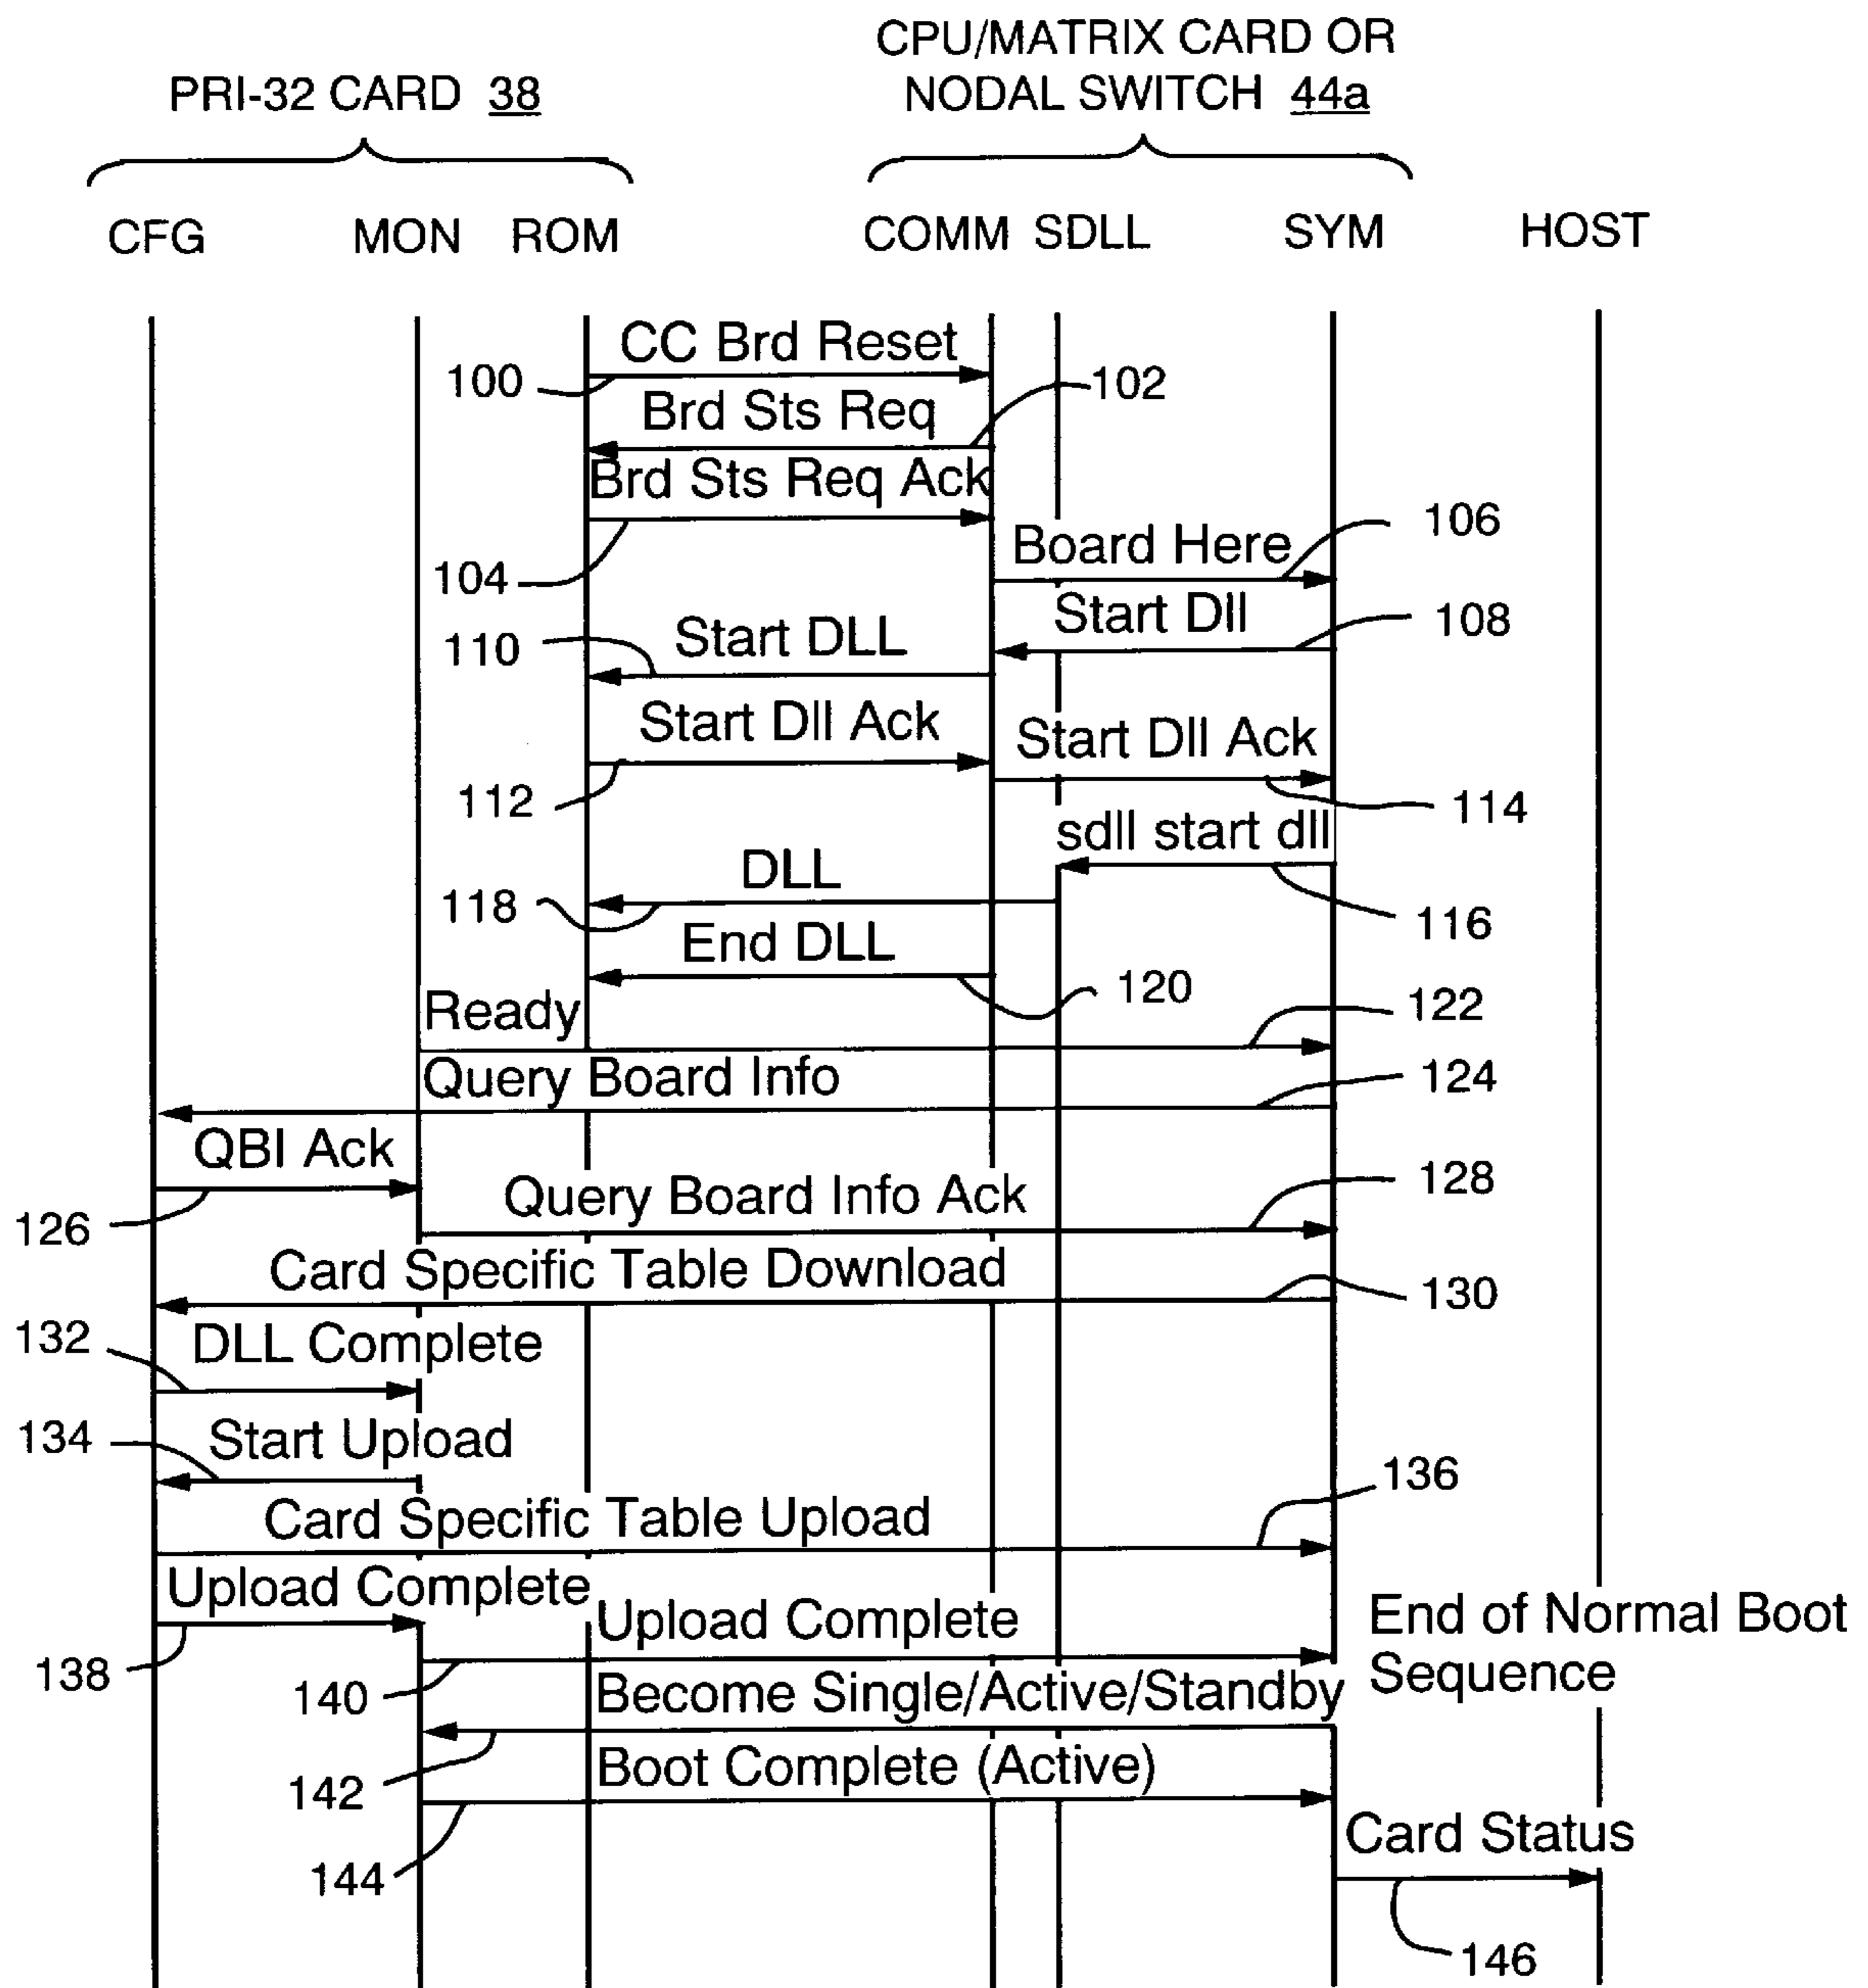 CPU/MATRIX CARD OR
PRI-32 CARD 38
NODAL SWITCH 44a
CFG MON ROM COMM SDLL SYM HOST
CC Brd Reset
100
102
Brd Sts Req
Brd Sts Req Ack
104
106
Board Here
Start Dll
108
110
Start DLL
Start Dll Ack
Start Dll Ack
112
114
sdll start dll
DLL
118
116
End DLL
120
Ready
122
Query Board Info
124
QBI Ack
126
Query Board Info Ack
128
Card Specific Table Download
130
132
DLL Complete
134
Start Upload
136
Card Specific Table Upload
Upload Complete
138
Upload Complete
End of Normal Boot
Sequence
140
Become Single/Active/Standby
142
Boot Complete (Active)
144
Card Status
146